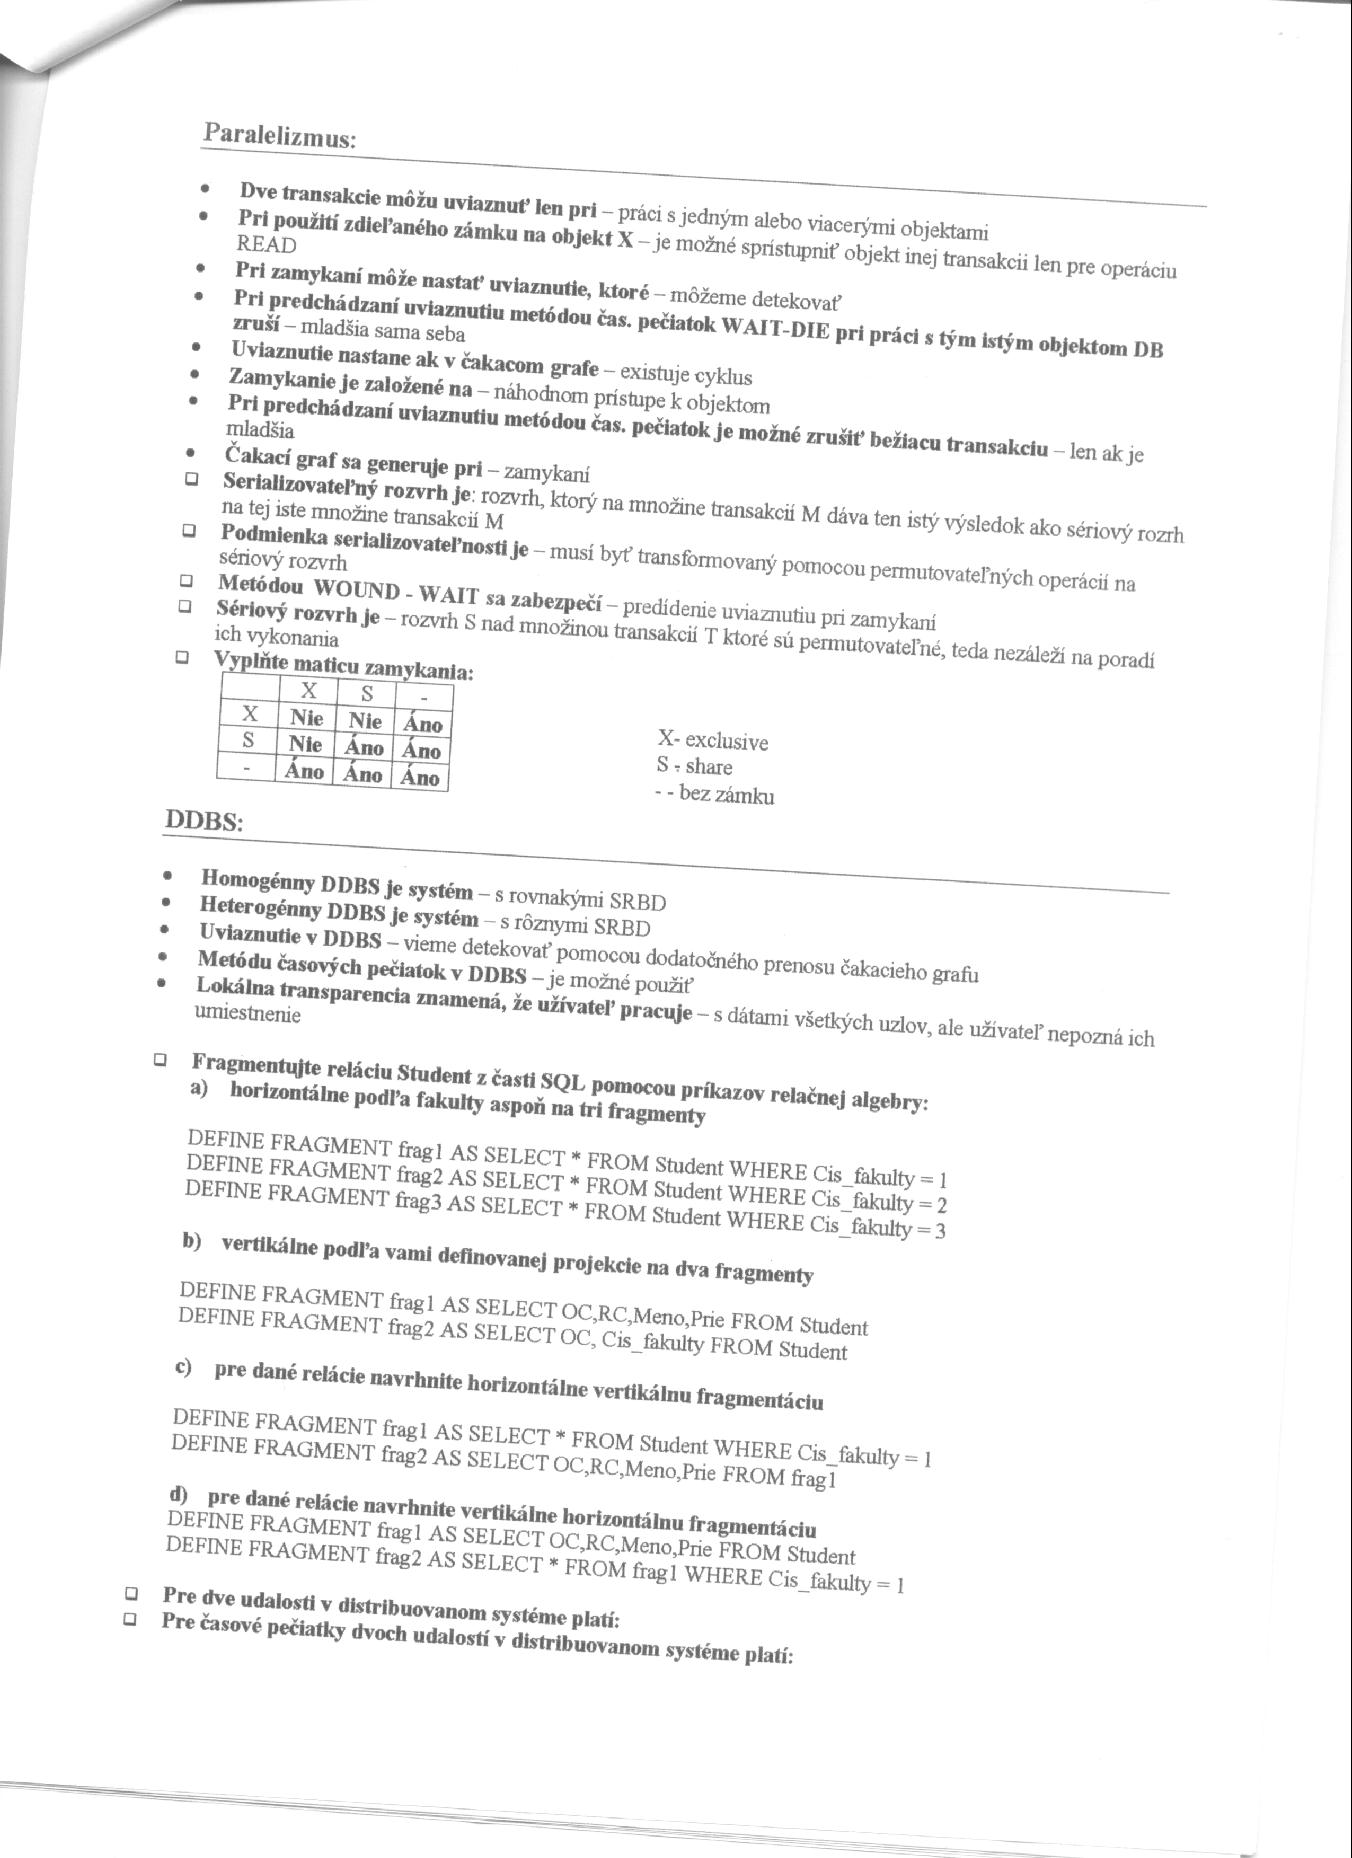 Paralelizmus:
• Dve transakcie môžu uviaznuť len pri – práci s jedným alebo viacerými objektami
• Pri použití zdieľaného zámku na objekt X – je možné sprístupniť objekt inej transakcii len pre operáciu
READ
• Pri zamykaní môže nastať uviaznutie, ktoré – môžeme detekovať
• Pri predchádzaní uviaznutiu metódou čas. pečiatok WAIT-DIE pri práci s tým istým objektom DB
zruší – mladšia sama seba
• Uviaznutie nastane ak v čakacom grafe – existuje cyklus
• Zamykanie je založené na – náhodnom prístupe k objektom
• Pri predchádzaní uviaznutiu metódou čas. pečiatok je možné zrušiť bežiacu transakciu – len ak je
mladšia
• Čakací graf sa generuje pri – zamykaní
❑ Serializovateľný rozvrh je: rozvrh, ktorý na množine transakcií M dáva ten istý výsledok ako sériový rozrh
na tej iste množine transakcií M
❑ Podmienka serializovateľnosti je – musí byť transformovaný pomocou permutovateľných operácií na
sériový rozvrh
❑ Metódou WOUND - WAIT sa zabezpečí – predídenie uviaznutiu pri zamykaní
❑ Sériový rozvrh je – rozvrh S nad množinou transakcií T ktoré sú permutovateľné, teda nezáleží na poradí
ich vykonania
❑ Vyplňte maticu zamykania:
X S -
X Nie Nie Áno
S Nie Áno Áno
- Áno Áno Áno
X- exclusive
S - share
- - bez zámku
DDBS:
• Homogénny DDBS je systém – s rovnakými SRBD
• Heterogénny DDBS je systém – s rôznymi SRBD
• Uviaznutie v DDBS – vieme detekovať pomocou dodatočného prenosu čakacieho grafu
• Metódu časových pečiatok v DDBS – je možné použiť
• Lokálna transparencia znamená, že užívateľ pracuje – s dátami všetkých uzlov, ale užívateľ nepozná ich
umiestnenie
❑ Fragmentujte reláciu Student z časti SQL pomocou príkazov relačnej algebry:
a) horizontálne podľa fakulty aspoň na tri fragmenty
DEFINE FRAGMENT frag1 AS SELECT * FROM Student WHERE Cis_fakulty = 1
DEFINE FRAGMENT frag2 AS SELECT * FROM Student WHERE Cis_fakulty = 2
DEFINE FRAGMENT frag3 AS SELECT * FROM Student WHERE Cis_fakulty = 3
b) vertikálne podľa vami definovanej projekcie na dva fragmenty
DEFINE FRAGMENT frag1 AS SELECT OC,RC,Meno,Prie FROM Student
DEFINE FRAGMENT frag2 AS SELECT OC, Cis_fakulty FROM Student
c) pre dané relácie navrhnite horizontálne vertikálnu fragmentáciu
DEFINE FRAGMENT frag1 AS SELECT * FROM Student WHERE Cis_fakulty = 1
DEFINE FRAGMENT frag2 AS SELECT OC,RC,Meno,Prie FROM frag1
d) pre dané relácie navrhnite vertikálne horizontálnu fragmentáciu
DEFINE FRAGMENT frag1 AS SELECT OC,RC,Meno,Prie FROM Student
DEFINE FRAGMENT frag2 AS SELECT * FROM frag1 WHERE Cis_fakulty = 1
❑ Pre dve udalosti v distribuovanom systéme platí:
❑ Pre časové pečiatky dvoch udalostí v distribuovanom systéme platí: